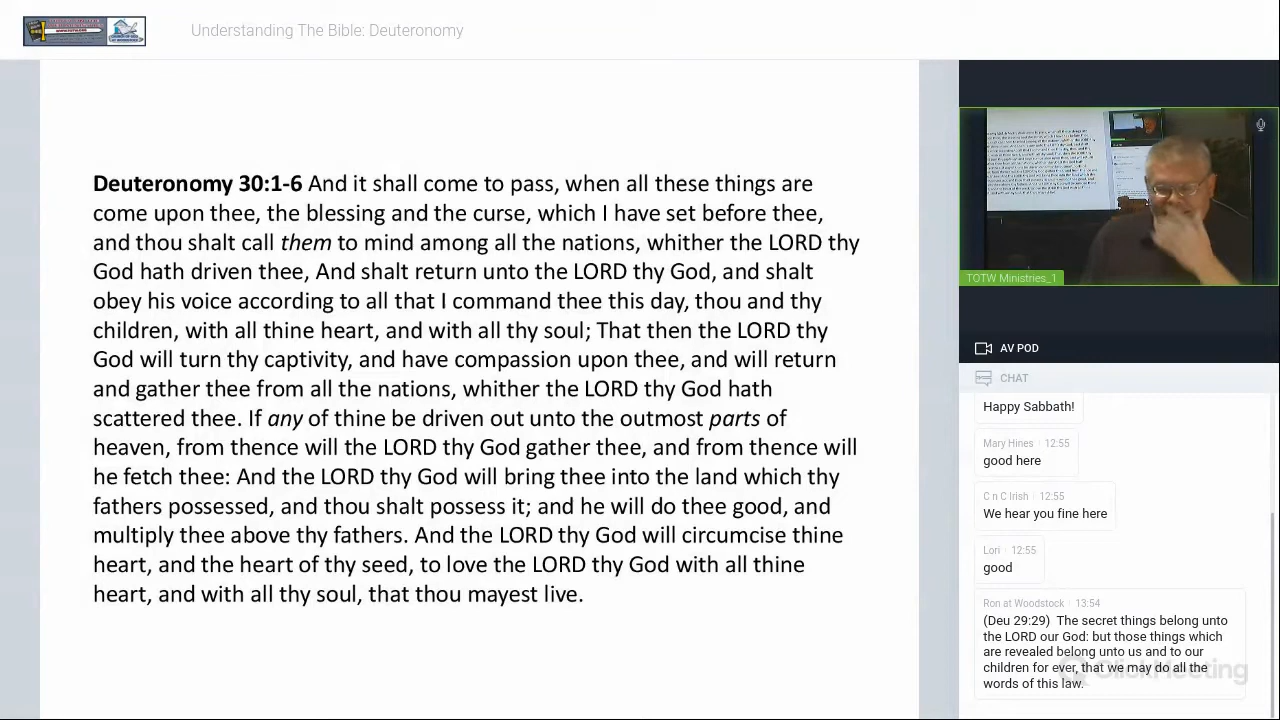 Understanding The Bible: Deuteronomy
Deuteronomy 30:1-6 And it shall come to pass, when all these things are
come upon thee, the blessing and the curse, which I have set before thee,
and thou shalt call them to mind among all the nations, whither the LORD thy
God hath driven thee, And shalt return unto the LORD thy God, and shalt
obey his voice according to all that I command thee this day, thou and thy
children, with all thine heart, and with all thy soul; That then the LORD thy
God will turn thy captivity, and have compassion upon thee, and will return
and gather thee from all the nations, whither the LORD thy God hath
scattered thee. If any of thine be driven out unto the outmost parts of
heaven, from thence will the LORD thy God gather thee, and from thence will
he fetch thee: And the LORD thy God will bring thee into the land which thy
fathers possessed, and thou shalt possess it; and he will do thee good, and
multiply thee above thy fathers. And the LORD thy God will circumcise thine
heart, and the heart of thy seed, to love the LORD thy God with all thine
heart, and with all thy soul, that thou mayest live.
TOTW Ministries_1
AV POD
CHAT
Happy Sabbath!
Mary Hines 12:55
good here
C n C Irish 12:55
We hear you fine here
Lori 12:55
good
Ron at Woodstock 13:54
(Deu 29:29) The secret things belong unto
the LORD our God: but those things which
are revealed belong unto us and to our
children for ever, that we may do all the
words of this law.
ClickMeeting